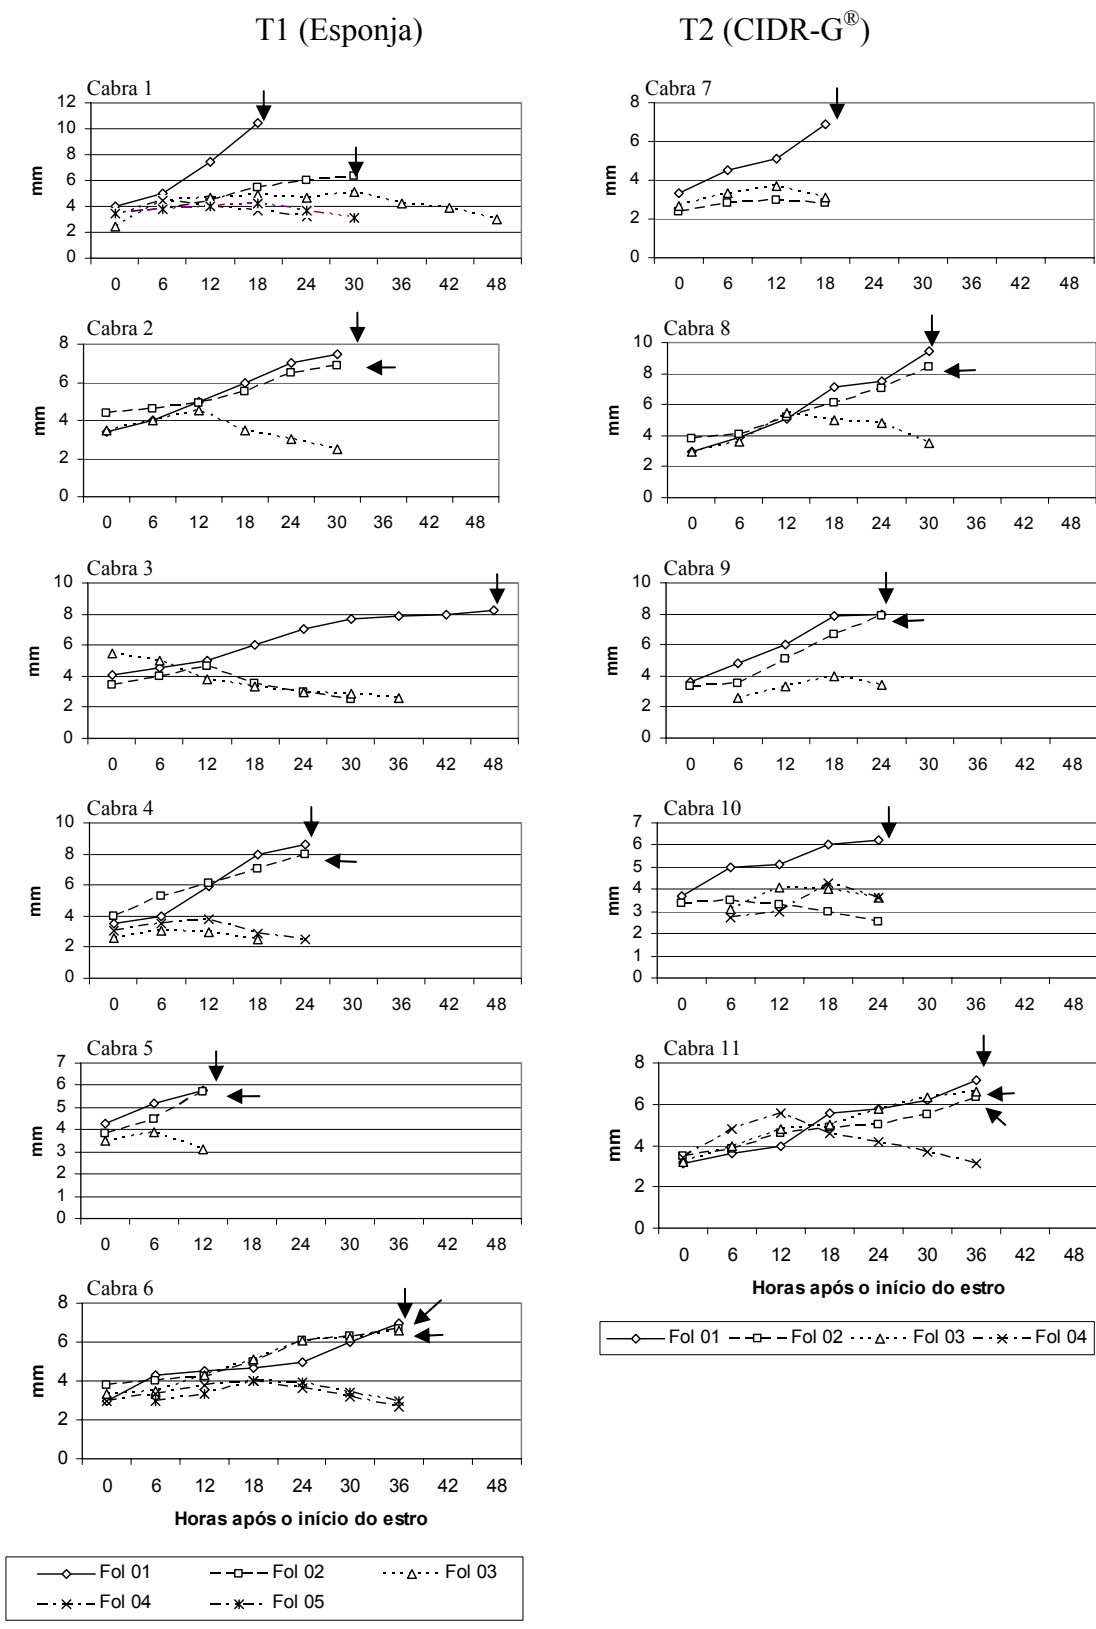 T1 (Esponja)
T2 (CIDR-G®)
Cabra 1
12
10
8
6
4
2
0
mm
0 6 12 18 24 30 36 42 48
Cabra 7
8
6
4
2
0
mm
0 6 12 18 24 30 36 42 48
Cabra 2
8
6
4
2
0
mm
0 6 12 18 24 30 36 42 48
Cabra 8
10
8
6
4
2
0
mm
0 6 12 18 24 30 36 42 48
Cabra 3
10
8
6
4
2
0
mm
0 6 12 18 24 30 36 42 48
Cabra 9
10
8
6
4
2
0
mm
0 6 12 18 24 30 36 42 48
Cabra 4
10
8
6
4
2
0
mm
0 6 12 18 24 30 36 42 48
Cabra 10
7
6
5
4
3
2
1
0
mm
0 6 12 18 24 30 36 42 48
Cabra 5
7
6
5
4
3
2
1
0
mm
0 6 12 18 24 30 36 42 48
Cabra 11
8
6
4
2
0
mm
0 6 12 18 24 30 36 42 48
Horas após o início do estro
Fol 01 Fol 02 Fol 03 Fol 04
Cabra 6
8
6
4
2
0
mm
0 6 12 18 24 30 36 42 48
Horas após o início do estro
Fol 01 Fol 02 Fol 03
Fol 04 Fol 05